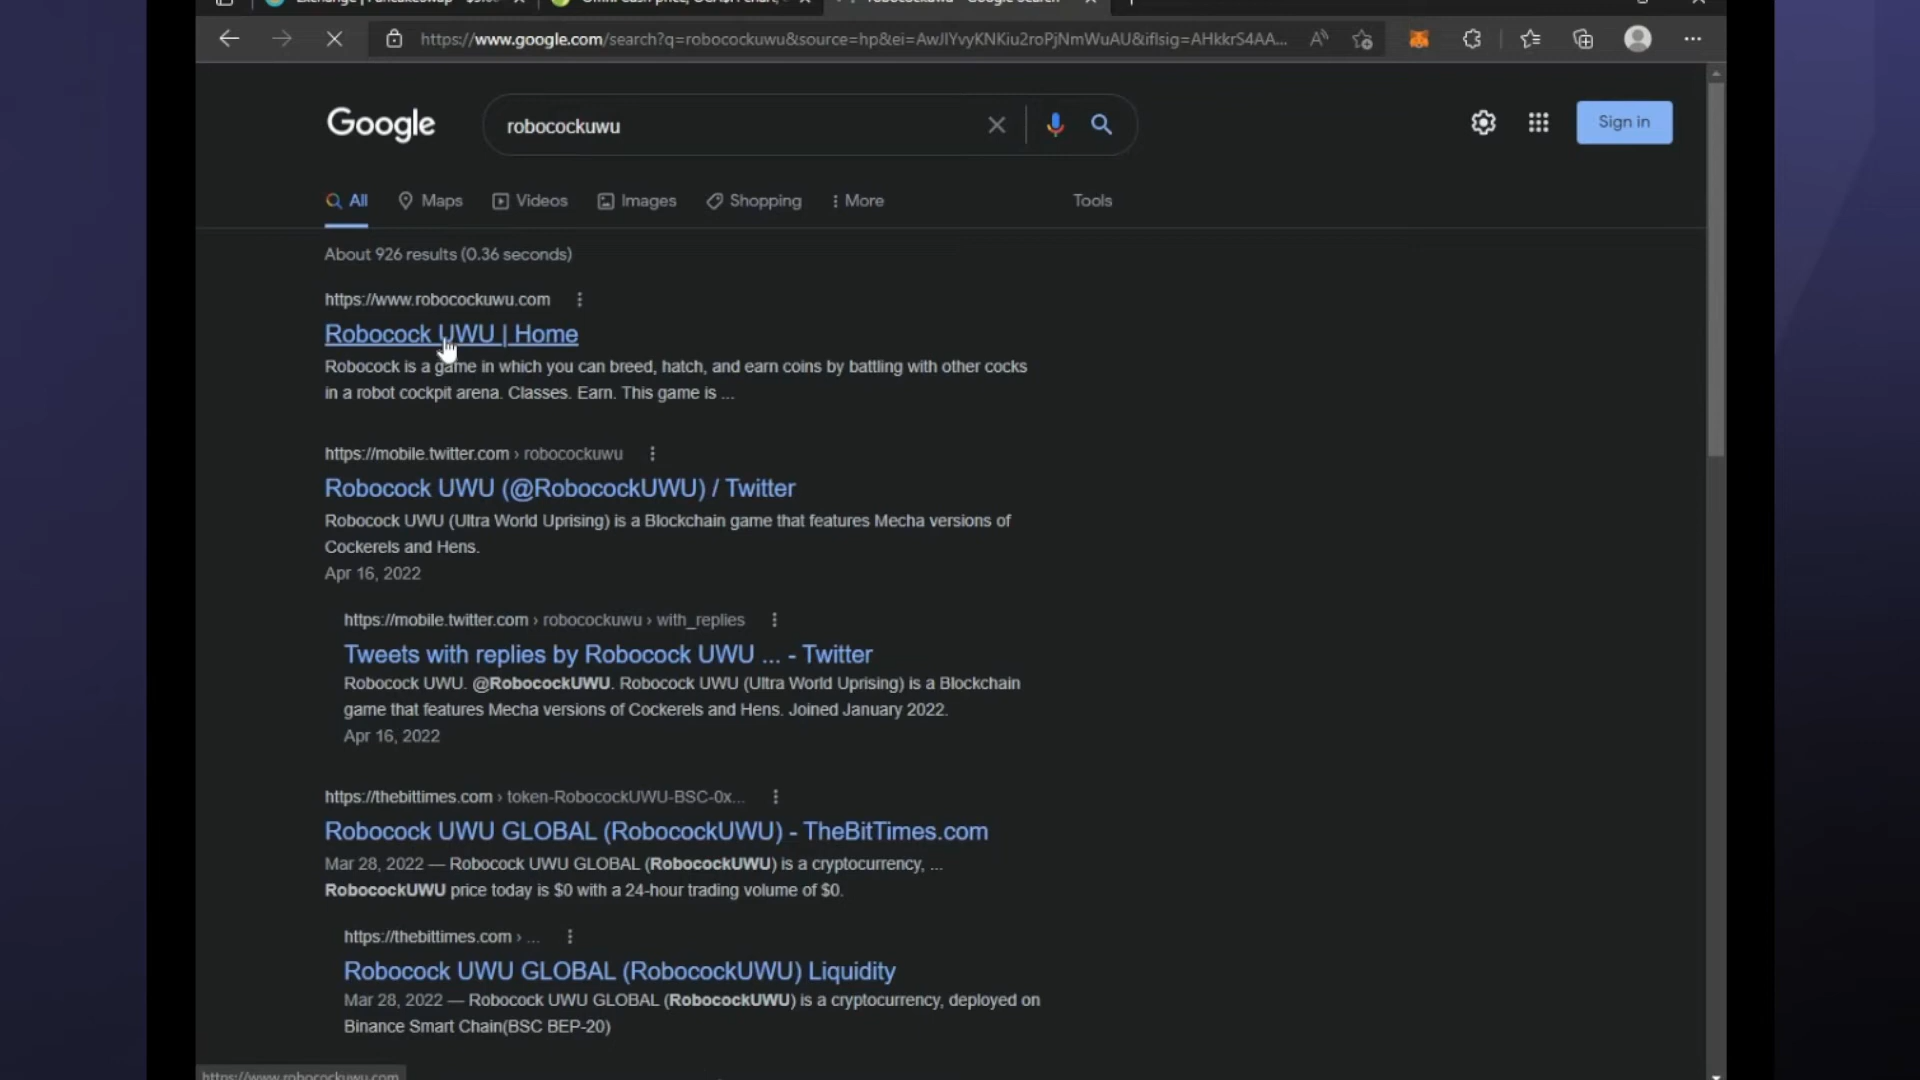 https://www.google.com/search?q=robocockuwu&source=hp&ei=AwJIYvyKNKiu2roPjNmWuAU&iflsig=AHkkrS4AA...
Google
robocockuwu
Sign in
All Maps Videos Images Shopping More Tools
About 926 results (0.36 seconds)
https://www.robocockuwu.com
Robocock UWU | Home
Robocock is a game in which you can breed, hatch, and earn coins by battling with other cocks
in a robot cockpit arena. Classes. Earn. This game is ...
https://mobile.twitter.com › robocockuwu
Robocock UWU (@RobocockUWU) / Twitter
Robocock UWU (Ultra World Uprising) is a Blockchain game that features Mecha versions of
Cockerels and Hens.
Apr 16, 2022
https://mobile.twitter.com › robocockuwu › with_replies
Tweets with replies by Robocock UWU ... - Twitter
Robocock UWU. @RobocockUWU. Robocock UWU (Ultra World Uprising) is a Blockchain
game that features Mecha versions of Cockerels and Hens. Joined January 2022.
Apr 16, 2022
https://thebittimes.com › token-RobocockUWU-BSC-0x...
Robocock UWU GLOBAL (RobocockUWU) - TheBitTimes.com
Mar 28, 2022 — Robocock UWU GLOBAL (RobocockUWU) is a cryptocurrency, ...
RobocockUWU price today is $0 with a 24-hour trading volume of $0.
https://thebittimes.com › ...
Robocock UWU GLOBAL (RobocockUWU) Liquidity
Mar 28, 2022 — Robocock UWU GLOBAL (RobocockUWU) is a cryptocurrency, deployed on
Binance Smart Chain(BSC BEP-20)
https://www.robocockuwu.com